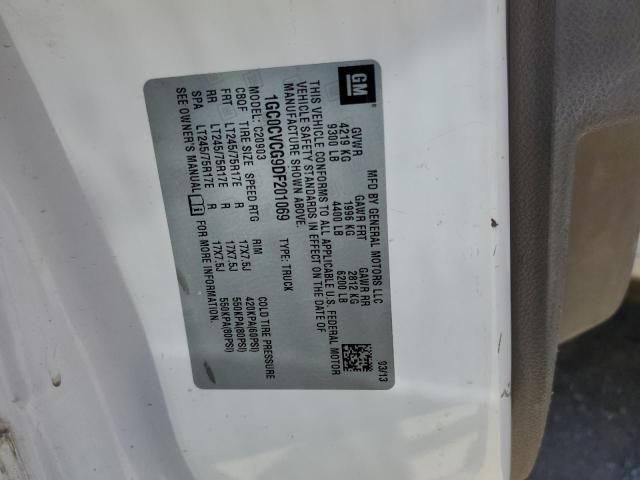 GM
MFD BY GENERAL MOTORS LLC
03/13
GVWR GAWR FRT GAWR RR
4219 KG 1996 KG 2812 KG
9300 LB 4400 LB 6200 LB
THIS VEHICLE CONFORMS TO ALL APPLICABLE U.S. FEDERAL MOTOR
VEHICLE SAFETY STANDARDS IN EFFECT ON THE DATE OF
MANUFACTURE SHOWN ABOVE.
1GC0CVCG9DF201069 TYPE: TRUCK
C20903
CBOF TIRE SIZE SPEED RTG RIM COLD TIRE PRESSURE
FRT LT245/75R17E R 17X7.5J 420KPA(60PSI)
RR LT245/75R17E R 17X7.5J 550KPA(80PSI)
SPA LT245/75R17E R 17X7.5J 550KPA(80PSI)
SEE OWNER'S MANUAL FOR MORE INFORMATION.